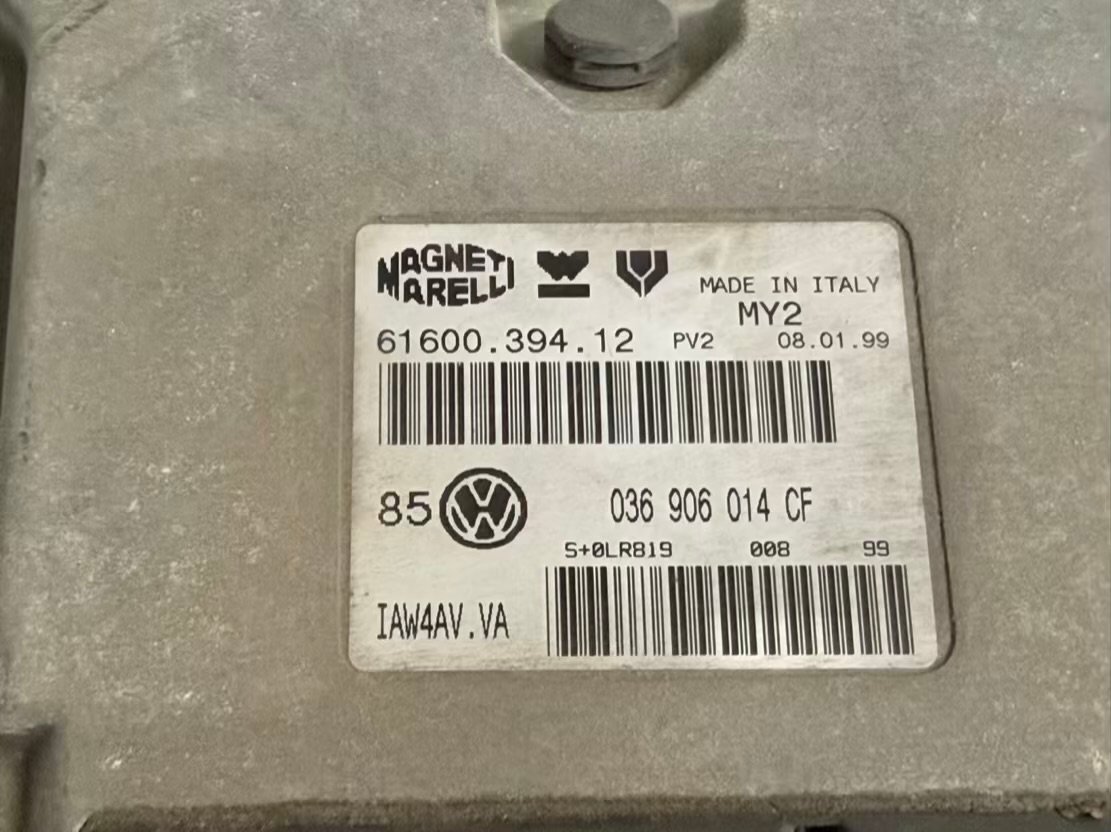 MAGNETI
MARELLI
MADE IN ITALY
MY2
61600.394.12 PV2 08.01.99
85 036 906 014 CF
S+0LR819 008 99
IAW4AV.VA